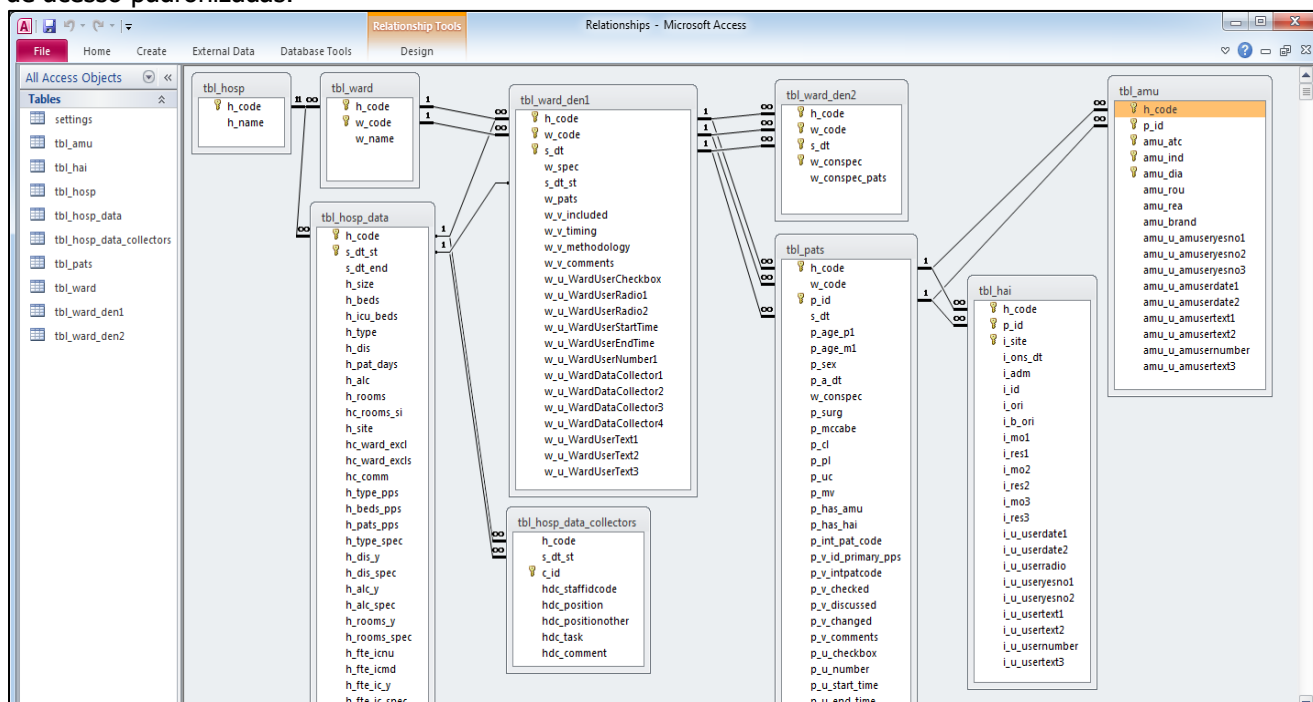 de acesso padronizadas.
Relationship Tools
Relationships - Microsoft Access
File Home Create External Data Database Tools Design
All Access Objects
Tables
settings
tbl_amu
tbl_hai
tbl_hosp
tbl_hosp_data
tbl_hosp_data_collectors
tbl_pats
tbl_ward
tbl_ward_den1
tbl_ward_den2
tbl_hosp
h_code
h_name
tbl_ward
h_code
w_code
w_name
tbl_hosp_data
h_code
s_dt_st
s_dt_end
h_size
h_beds
h_icu_beds
h_type
h_dis
h_pat_days
h_alc
h_rooms
hc_rooms_si
h_site
hc_ward_excl
hc_ward_excls
hc_comm
h_type_pps
h_beds_pps
h_pats_pps
h_type_spec
h_dis_y
h_dis_spec
h_alc_y
h_alc_spec
h_rooms_y
h_rooms_spec
h_fte_icnu
h_fte_icmd
h_fte_ic_y
h_fte_ic_spec
tbl_ward_den1
h_code
w_code
s_dt
w_spec
s_dt_st
w_pats
w_v_included
w_v_timing
w_v_methodology
w_v_comments
w_u_WardUserCheckbox
w_u_WardUserRadio1
w_u_WardUserRadio2
w_u_WardUserStartTime
w_u_WardUserEndTime
w_u_WardUserNumber1
w_u_WardDataCollector1
w_u_WardDataCollector2
w_u_WardDataCollector3
w_u_WardDataCollector4
w_u_WardUserText1
w_u_WardUserText2
w_u_WardUserText3
tbl_hosp_data_collectors
h_code
s_dt_st
c_id
hdc_staffidcode
hdc_position
hdc_positionother
hdc_task
hdc_comment
tbl_ward_den2
h_code
w_code
s_dt
w_conspec
w_conspec_pats
tbl_pats
h_code
w_code
p_id
s_dt
p_age_p1
p_age_m1
p_sex
p_a_dt
w_conspec
p_surg
p_mccabe
p_cl
p_pl
p_uc
p_mv
p_has_amu
p_has_hai
p_int_pat_code
p_v_id_primary_pps
p_v_intpatcode
p_v_checked
p_v_discussed
p_v_changed
p_v_comments
p_u_checkbox
p_u_number
p_u_start_time
p_u_end_time
tbl_hai
h_code
p_id
i_site
i_ons_dt
i_adm
i_id
i_ori
i_b_ori
i_mo1
i_res1
i_mo2
i_res2
i_mo3
i_res3
i_u_userdate1
i_u_userdate2
i_u_userradio
i_u_useryesno1
i_u_useryesno2
i_u_usertext1
i_u_usertext2
i_u_usernumber
i_u_usertext3
tbl_amu
h_code
p_id
amu_atc
amu_ind
amu_dia
amu_rou
amu_rea
amu_brand
amu_u_amuseryesno1
amu_u_amuseryesno2
amu_u_amuseryesno3
amu_u_amuserdate1
amu_u_amuserdate2
amu_u_amusertext1
amu_u_amusertext2
amu_u_amusernumber
amu_u_amusertext3